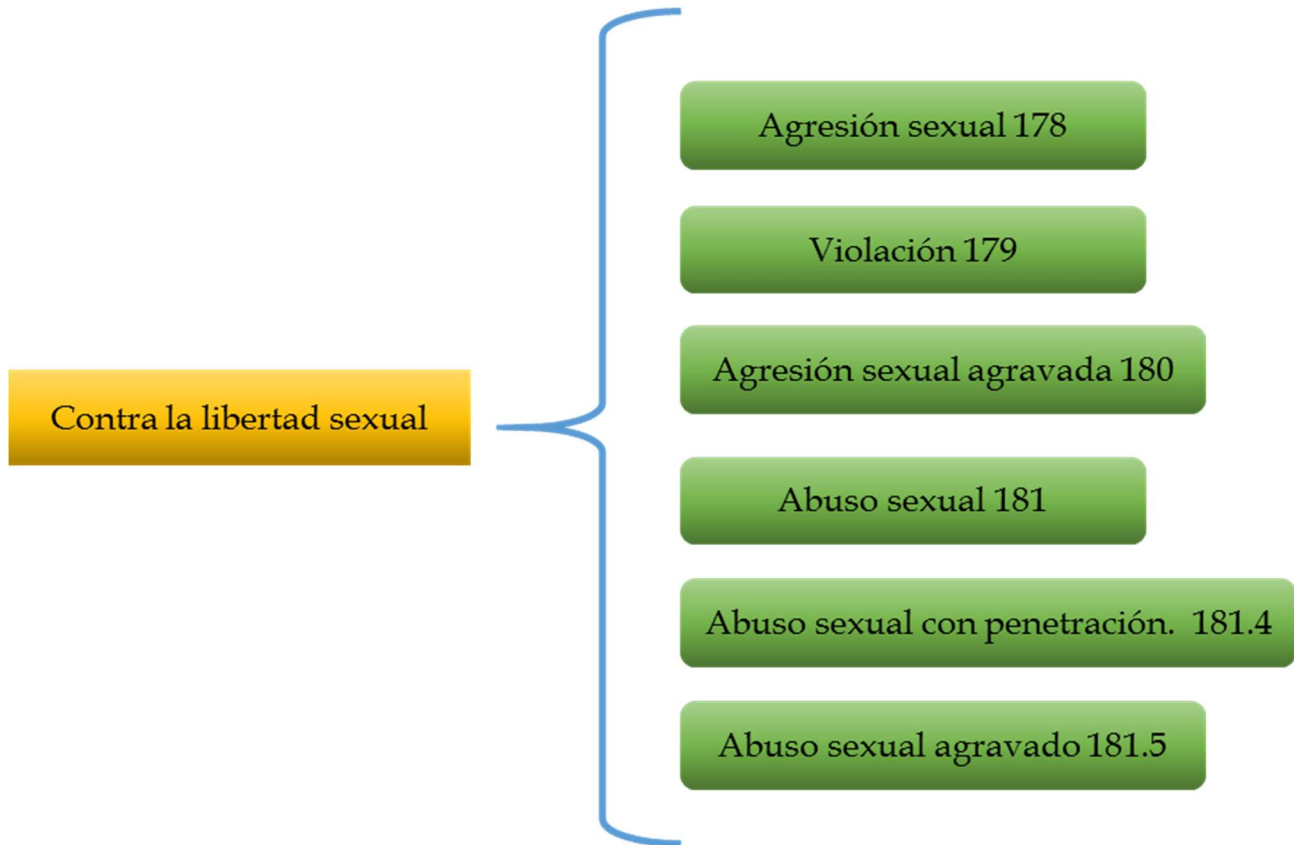 Contra la libertad sexual
Agresión sexual 178
Violación 179
Agresión sexual agravada 180
Abuso sexual 181
Abuso sexual con penetración. 181.4
Abuso sexual agravado 181.5